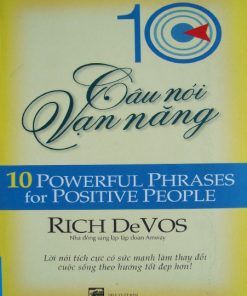 10
Câu nói
Vạn năng
10 POWERFUL PHRASES
for POSITIVE PEOPLE
RICH DeVOS
Nhà đồng sáng lập tập đoàn Amway
Lời nói tích cực có sức mạnh làm thay đổi
cuộc sống theo hướng tốt đẹp hơn!